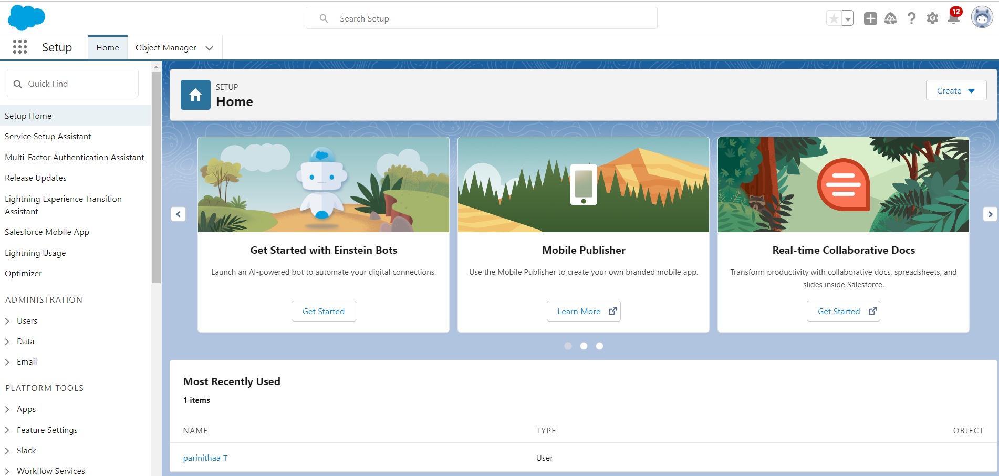 Search Setup
12
Setup
Home
Object Manager
Quick Find
Setup Home
Service Setup Assistant
Multi-Factor Authentication Assistant
Release Updates
Lightning Experience Transition
Assistant
Salesforce Mobile App
Lightning Usage
Optimizer
ADMINISTRATION
Users
Data
Email
PLATFORM TOOLS
Apps
Feature Settings
Slack
Workflow Services
SETUP
Home
Create
Get Started with Einstein Bots
Launch an AI-powered bot to automate your digital connections.
Get Started
Mobile Publisher
Use the Mobile Publisher to create your own branded mobile app.
Learn More
Real-time Collaborative Docs
Transform productivity with collaborative docs, spreadsheets, and
slides inside Salesforce.
Get Started
Most Recently Used
1 items
NAME TYPE OBJECT
parinithaa T User